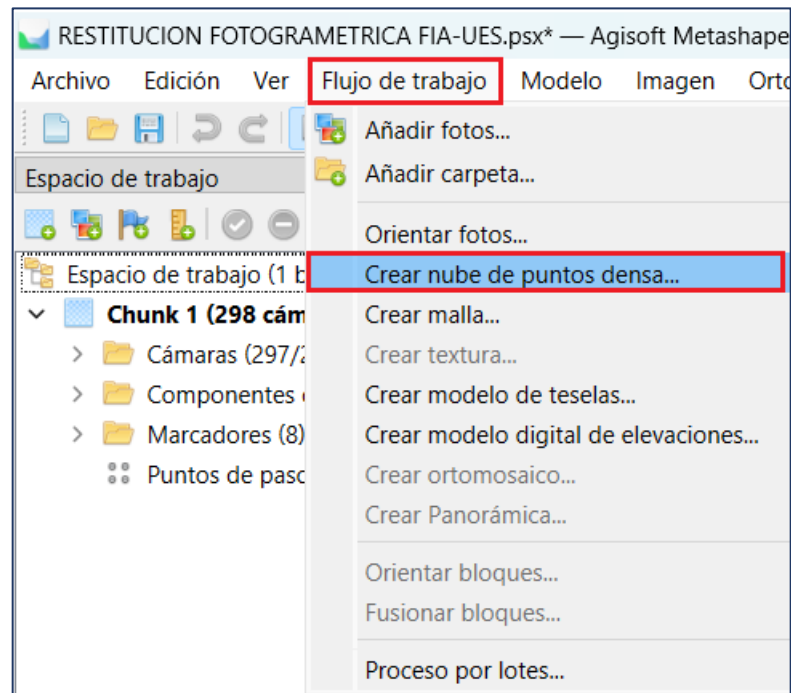 RESTITUCION FOTOGRAMETRICA FIA-UES.psx* — Agisoft Metashape
Archivo Edición Ver Flujo de trabajo Modelo Imagen Orto
Añadir fotos...
Espacio de trabajo
Añadir carpeta...
Orientar fotos...
Espacio de trabajo (1 b
Crear nube de puntos densa...
Chunk 1 (298 cám
Crear malla...
Cámaras (297/2
Crear textura...
Componentes
Crear modelo de teselas...
Marcadores (8)
Crear modelo digital de elevaciones...
Puntos de paso
Crear ortomosaico...
Crear Panorámica...
Orientar bloques...
Fusionar bloques...
Proceso por lotes...